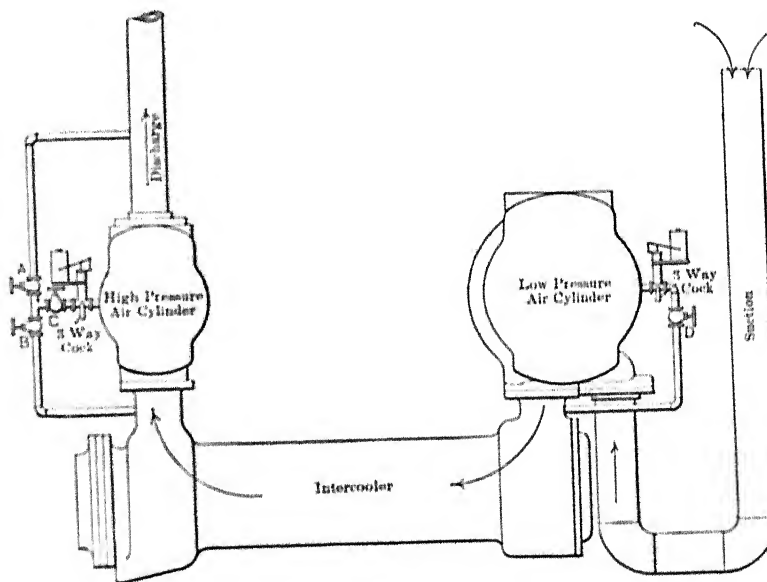 Discharge
A
B
C
3 Way
Cock
High Pressure
Air Cylinder
Low Pressure
Air Cylinder
3 Way
Cock
D
Suction
Intercooler